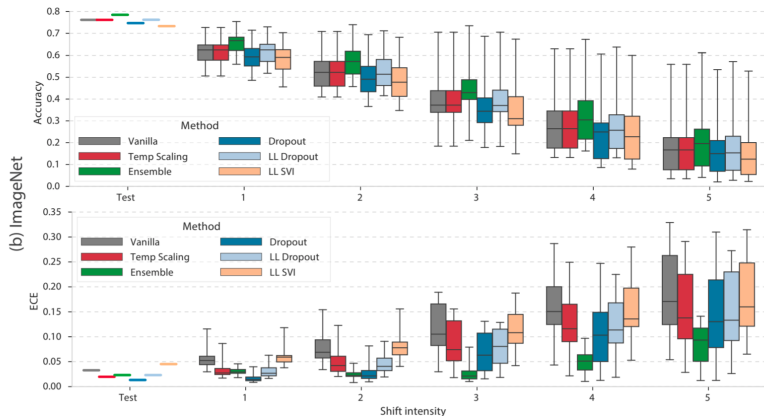 (b) ImageNet
Accuracy
0.8
0.7
0.6
0.5
0.4
0.3
0.2
0.1
0.0
Method
Vanilla
Temp Scaling
Ensemble
Dropout
LL Dropout
LL SVI
Test 1 2 3 4 5
ECE
0.35
0.30
0.25
0.20
0.15
0.10
0.05
0.00
Method
Vanilla
Temp Scaling
Ensemble
Dropout
LL Dropout
LL SVI
Test 1 2 3 4 5
Shift intensity